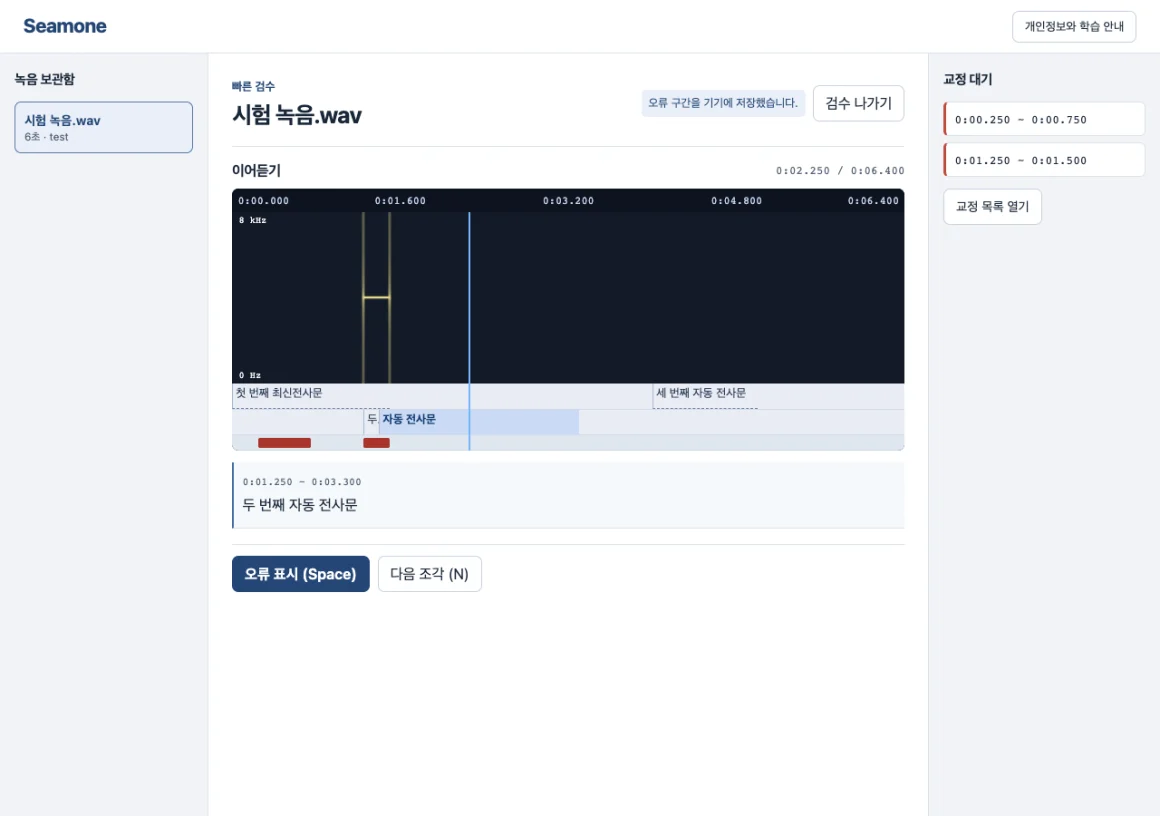 Seamone
개인정보와 학습 안내
녹음 보관함
시험 녹음.wav
6초 · test
빠른 검수
시험 녹음.wav
오류 구간을 기기에 저장했습니다.
검수 나가기
이어듣기
0:02.250 / 0:06.400
0:00.000 0:01.600 0:03.200 0:04.800 0:06.400
8 kHz
0 Hz
첫 번째 최신전사문
세 번째 자동 전사문
두 자동 전사문
0:01.250 ~ 0:03.300
두 번째 자동 전사문
오류 표시 (Space)
다음 조각 (N)
교정 대기
0:00.250 ~ 0:00.750
0:01.250 ~ 0:01.500
교정 목록 열기